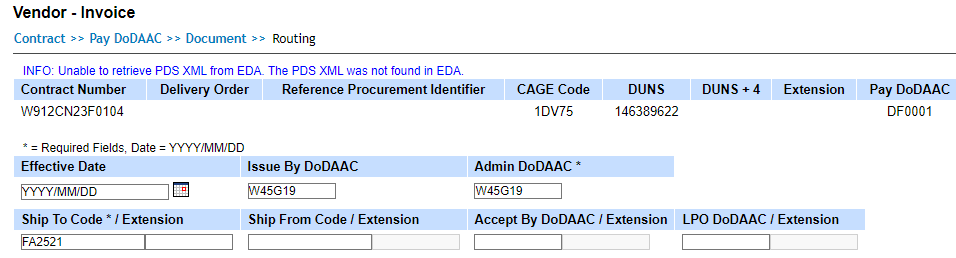 Vendor - Invoice
Contract >> Pay DoDAAC >> Document >> Routing
INFO: Unable to retrieve PDS XML from EDA. The PDS XML was not found in EDA.
Contract Number Delivery Order Reference Procurement Identifier CAGE Code DUNS DUNS + 4 Extension Pay DoDAAC
W912CN23F0104 1DV75 146389622 DF0001
* = Required Fields, Date = YYYY/MM/DD
Effective Date Issue By DoDAAC Admin DoDAAC *
YYYY/MM/DD W45G19 W45G19
Ship To Code * / Extension Ship From Code / Extension Accept By DoDAAC / Extension LPO DoDAAC / Extension
FA2521